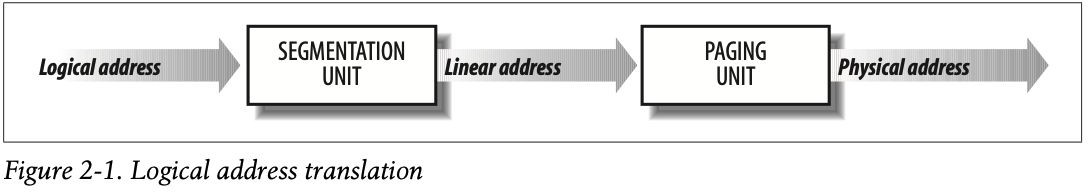 Logical address
SEGMENTATION
UNIT
Linear address
PAGING
UNIT
Physical address
Figure 2-1. Logical address translation